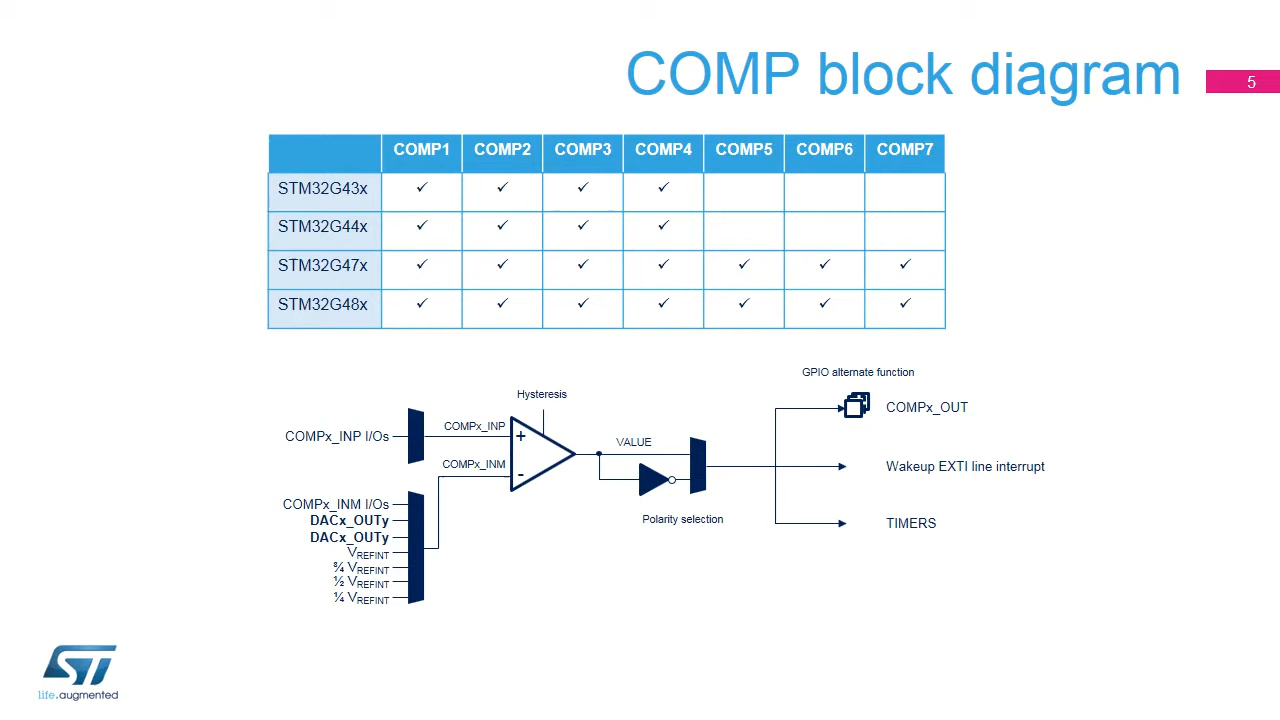 COMP block diagram
5
COMP1 COMP2 COMP3 COMP4 COMP5 COMP6 COMP7
STM32G43x ✓ ✓ ✓ ✓
STM32G44x ✓ ✓ ✓ ✓
STM32G47x ✓ ✓ ✓ ✓ ✓ ✓ ✓
STM32G48x ✓ ✓ ✓ ✓ ✓ ✓ ✓
GPIO alternate function
Hysteresis
COMPx_OUT
COMPx_INP I/Os
COMPx_INP
+
VALUE
COMPx_INM
-
Wakeup EXTI line interrupt
COMPx_INM I/Os
DACx_OUTy
DACx_OUTy
VREFINT
¾ VREFINT
½ VREFINT
¼ VREFINT
Polarity selection
TIMERS
ST
life.augmented